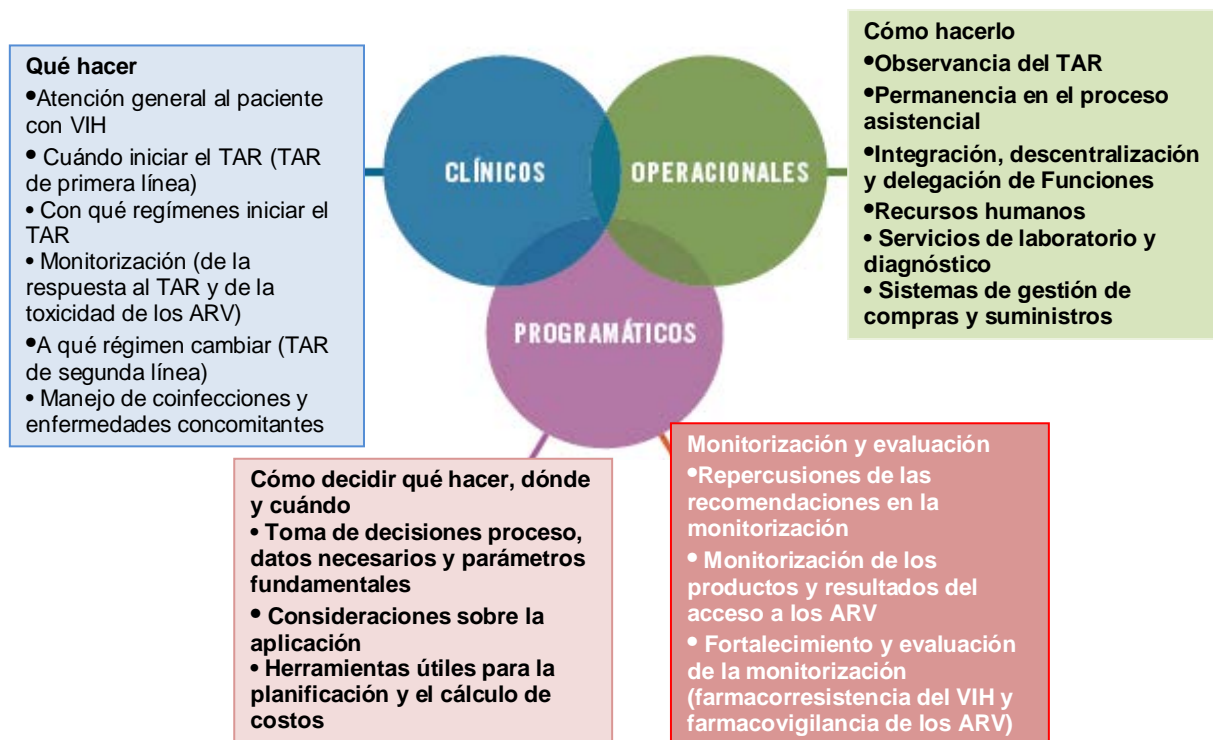 Qué hacer
•Atención general al paciente
con VIH
• Cuándo iniciar el TAR (TAR
de primera línea)
• Con qué regímenes iniciar el
TAR
• Monitorización (de la
respuesta al TAR y de la
toxicidad de los ARV)
•A qué régimen cambiar (TAR
de segunda línea)
• Manejo de coinfecciones y
enfermedades concomitantes
CLÍNICOS
OPERACIONALES
PROGRAMÁTICOS
Cómo hacerlo
•Observancia del TAR
•Permanencia en el proceso
asistencial
•Integración, descentralización
y delegación de Funciones
•Recursos humanos
• Servicios de laboratorio y
diagnóstico
• Sistemas de gestión de
compras y suministros
Cómo decidir qué hacer, dónde
y cuándo
• Toma de decisiones proceso,
datos necesarios y parámetros
fundamentales
• Consideraciones sobre la
aplicación
• Herramientas útiles para la
planificación y el cálculo de
costos
Monitorización y evaluación
•Repercusiones de las
recomendaciones en la
monitorización
• Monitorización de los
productos y resultados del
acceso a los ARV
• Fortalecimiento y evaluación
de la monitorización
(farmacorresistencia del VIH y
farmacovigilancia de los ARV)